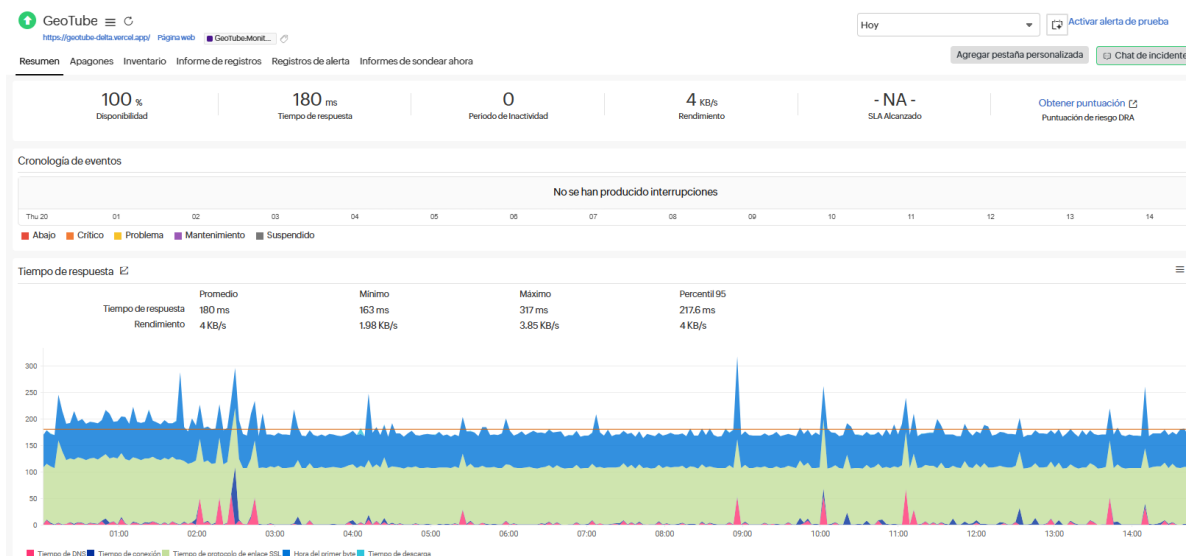 GeoTube
https://geotube-delta.vercel.app/ Página web GeoTube:Monit...
Hoy
Activar alerta de prueba
Resumen Apagones Inventario Informe de registros Registros de alerta Informes de sondear ahora
Agregar pestaña personalizada Chat de incidente
100 % 180 ms 0 4 KB/s - NA - Obtener puntuación
Disponibilidad Tiempo de respuesta Periodo de Inactividad Rendimiento SLA Alcanzado Puntuación de riesgo DRA
Cronología de eventos
No se han producido interrupciones
Thu 20 01 02 03 04 05 06 07 08 09 10 11 12 13 14
Abajo Crítico Problema Mantenimiento Suspendido
Tiempo de respuesta
Promedio Mínimo Máximo Percentil 95
Tiempo de respuesta 180 ms 163 ms 317 ms 217.6 ms
Rendimiento 4 KB/s 1.98 KB/s 3.85 KB/s 4 KB/s
300
250
200
150
100
50
0
01:00 02:00 03:00 04:00 05:00 06:00 07:00 08:00 09:00 10:00 11:00 12:00 13:00 14:00
Tiempo de DNS Tiempo de conexión Tiempo de protocolo de enlace SSL Hora del primer byte Tiempo de descarga